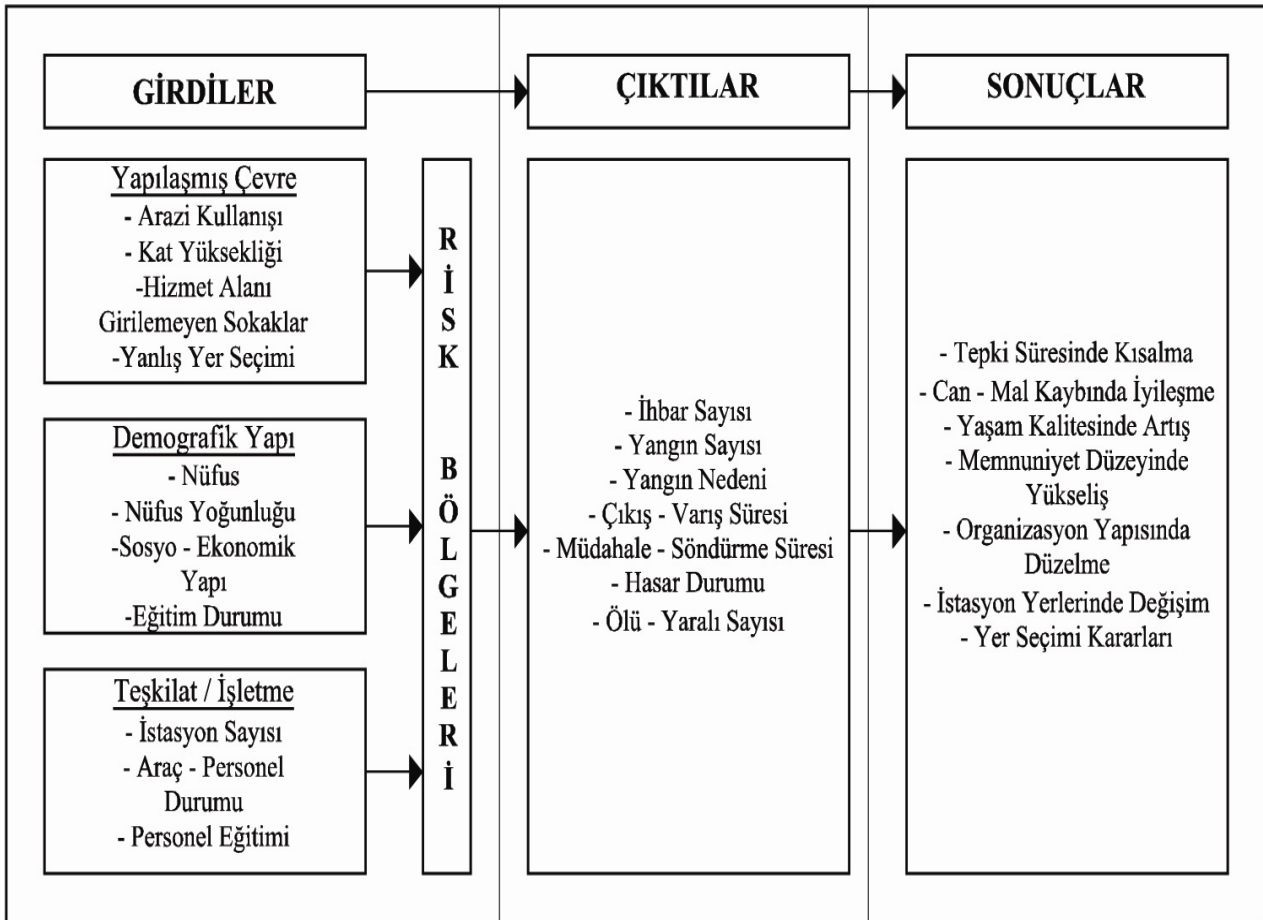 GİRDİLER
ÇIKTILAR
SONUÇLAR
Yapılaşmış Çevre
- Arazi Kullanışı
- Kat Yüksekliği
-Hizmet Alanı
Girilemeyen Sokaklar
-Yanlış Yer Seçimi
Demografik Yapı
- Nüfus
- Nüfus Yoğunluğu
-Sosyo - Ekonomik
Yapı
-Eğitim Durumu
Teşkilat / İşletme
- İstasyon Sayısı
- Araç - Personel
Durumu
- Personel Eğitimi
RİSK BÖLGELERİ
- İhbar Sayısı
- Yangın Sayısı
- Yangın Nedeni
- Çıkış - Varış Süresi
- Müdahale - Söndürme Süresi
- Hasar Durumu
- Ölü - Yaralı Sayısı
- Tepki Süresinde Kısalma
- Can - Mal Kaybında İyileşme
- Yaşam Kalitesinde Artış
- Memnuniyet Düzeyinde
Yükseliş
- Organizasyon Yapısında
Düzelme
- İstasyon Yerlerinde Değişim
- Yer Seçimi Kararları